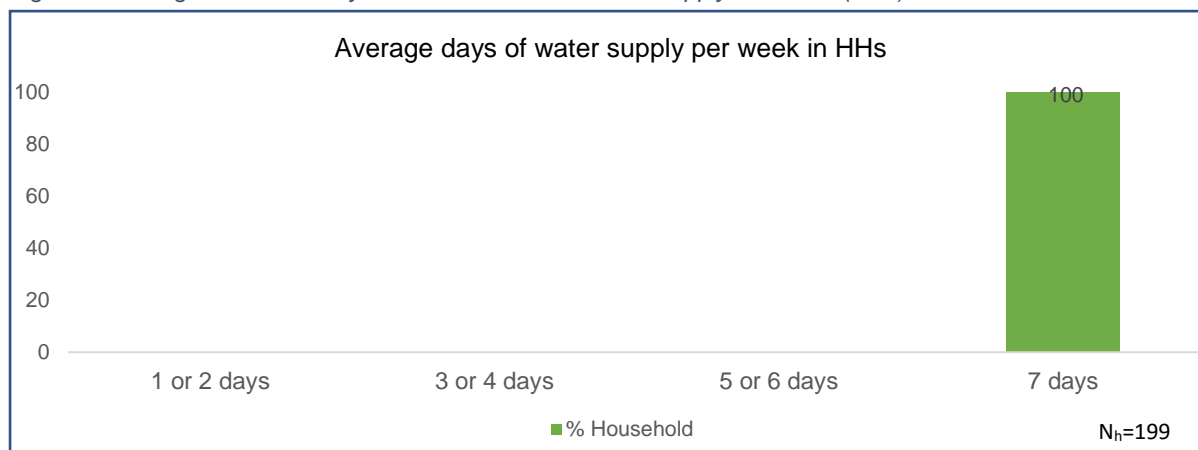 Average days of water supply per week in HHs
100
80
60
40
20
0
100
1 or 2 days 3 or 4 days 5 or 6 days 7 days
% Household
Nₕ=199